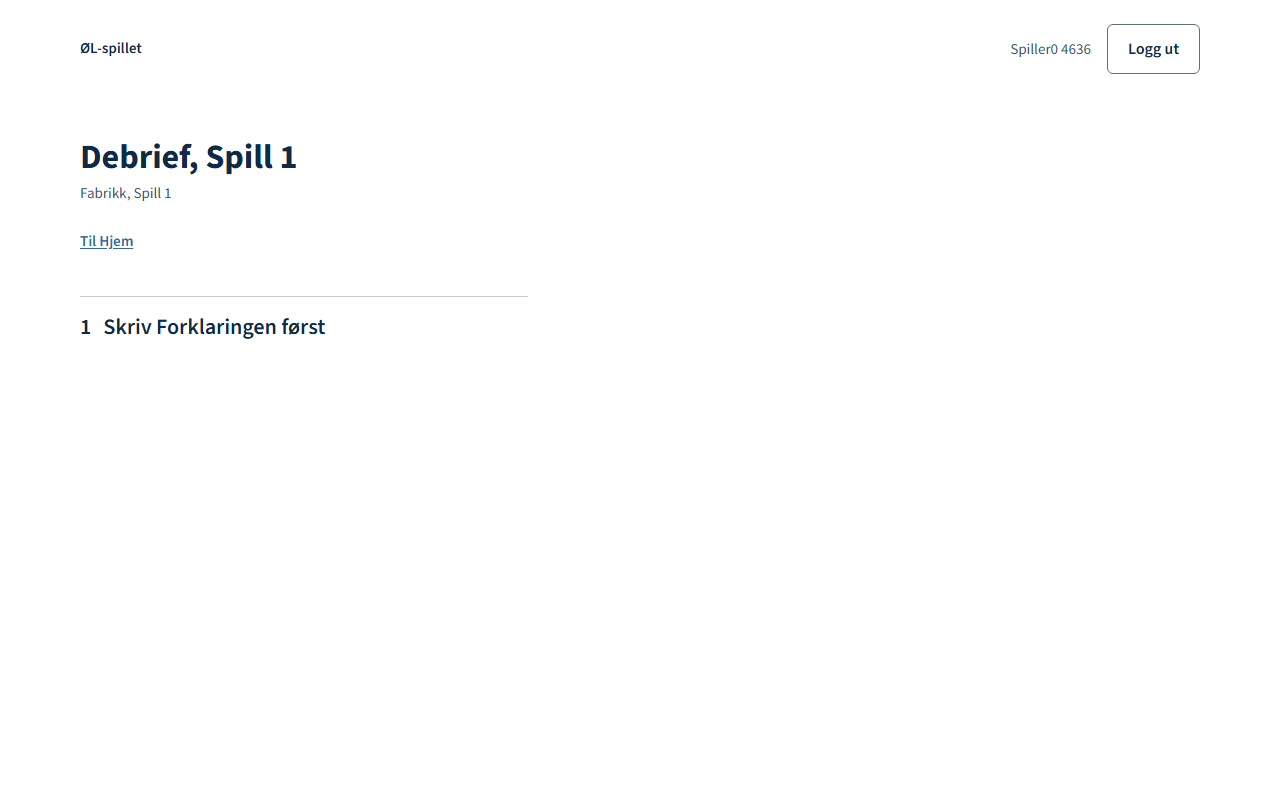 ØL-spillet
Spiller0 4636
Logg ut
Debrief, Spill 1
Fabrikk, Spill 1
Til Hjem
1 Skriv Forklaringen først